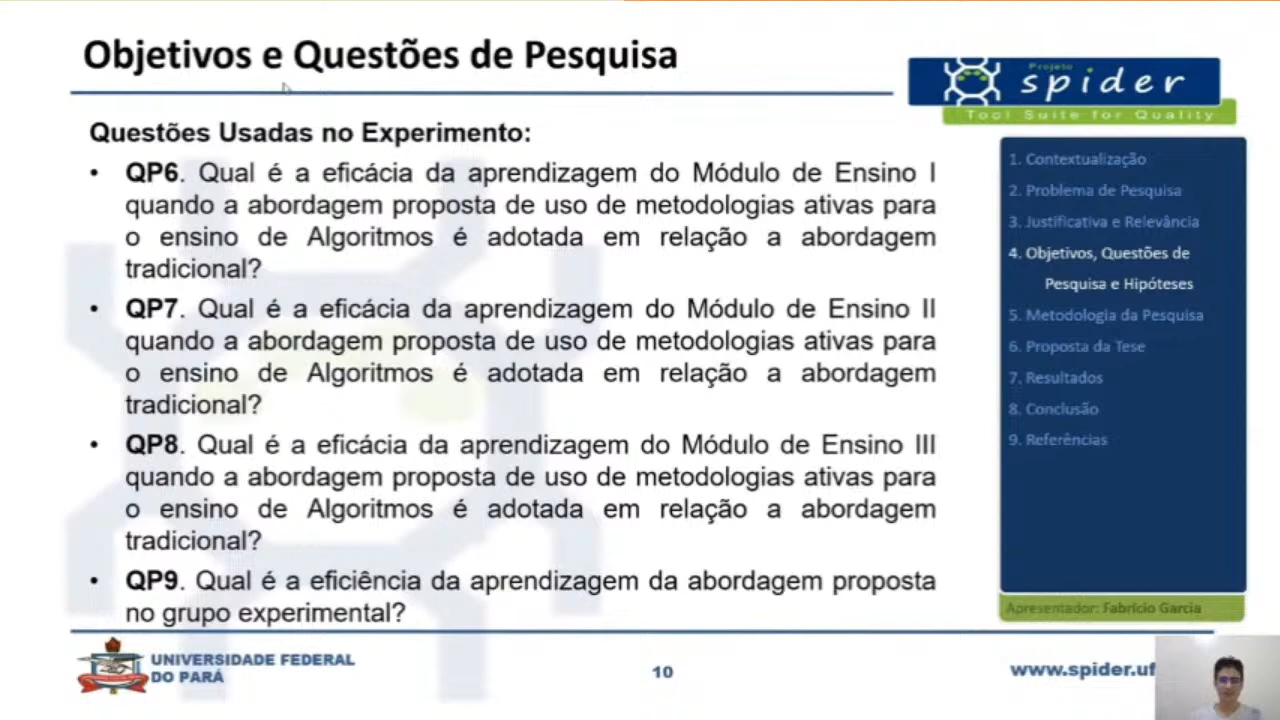 Objetivos e Questões de Pesquisa
Projeto
spider
Tool Suite for Quality
Questões Usadas no Experimento:
• QP6. Qual é a eficácia da aprendizagem do Módulo de Ensino I
quando a abordagem proposta de uso de metodologias ativas para
o ensino de Algoritmos é adotada em relação a abordagem
tradicional?
• QP7. Qual é a eficácia da aprendizagem do Módulo de Ensino II
quando a abordagem proposta de uso de metodologias ativas para
o ensino de Algoritmos é adotada em relação a abordagem
tradicional?
• QP8. Qual é a eficácia da aprendizagem do Módulo de Ensino III
quando a abordagem proposta de uso de metodologias ativas para
o ensino de Algoritmos é adotada em relação a abordagem
tradicional?
• QP9. Qual é a eficiência da aprendizagem da abordagem proposta
no grupo experimental?
1. Contextualização
2. Problema de Pesquisa
3. Justificativa e Relevância
4. Objetivos, Questões de
Pesquisa e Hipóteses
5. Metodologia da Pesquisa
6. Proposta da Tese
7. Resultados
8. Conclusão
9. Referências
Apresentador: Fabrício Garcia
UNIVERSIDADE FEDERAL
DO PARÁ
10
www.spider.uf